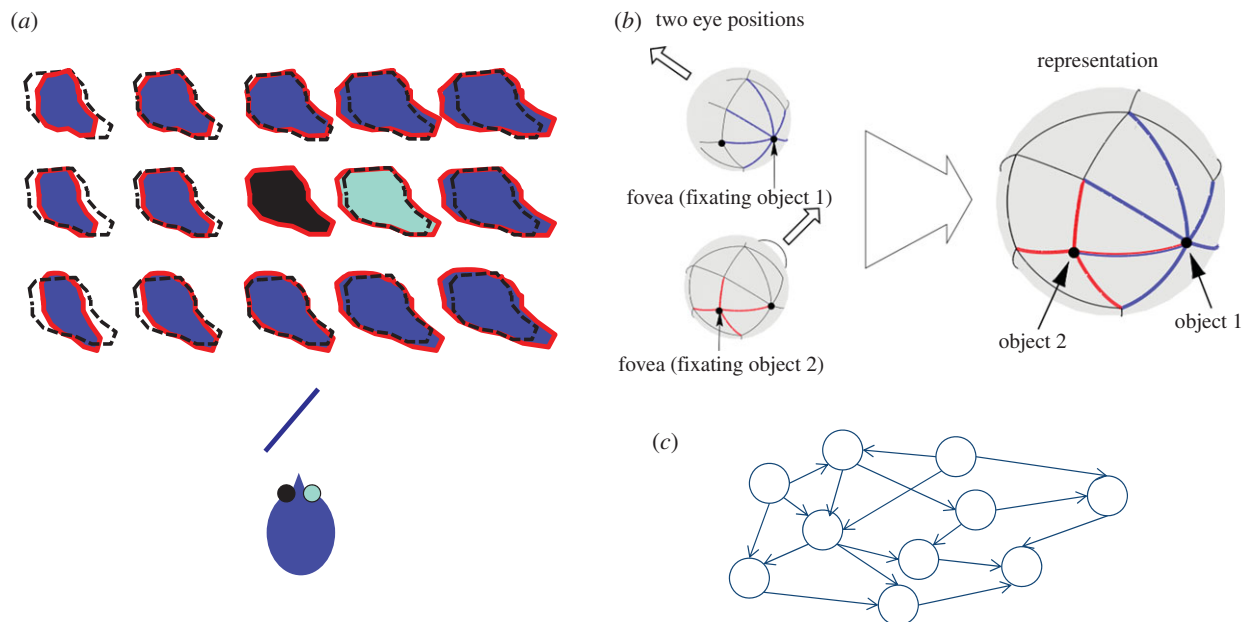 (a)
(b) two eye positions
representation
fovea (fixating object 1)
object 1
object 2
fovea (fixating object 2)
(c)